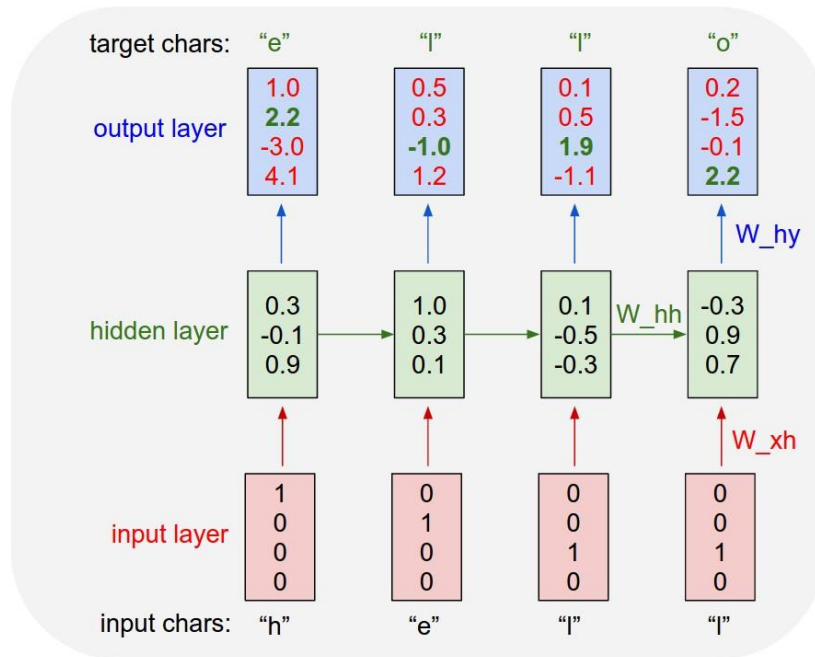 target chars: “e” “l” “l” “o”
1.0 0.5 0.1 0.2
output layer 2.2 0.3 0.5 -1.5
-3.0 -1.0 1.9 -0.1
4.1 1.2 -1.1 2.2
W_hy
0.3 1.0 0.1 -0.3
W_hh
hidden layer -0.1 0.3 -0.5 0.9
0.9 0.1 -0.3 0.7
W_xh
1 0 0 0
0 1 0 0
input layer 0 0 1 1
0 0 0 0
input chars: “h” “e” “l” “l”